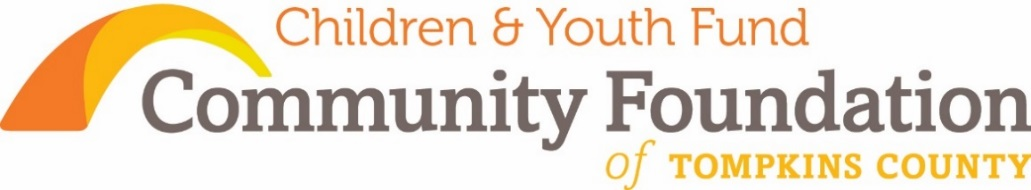 Children & Youth Fund
Community Foundation
of TOMPKINS COUNTY